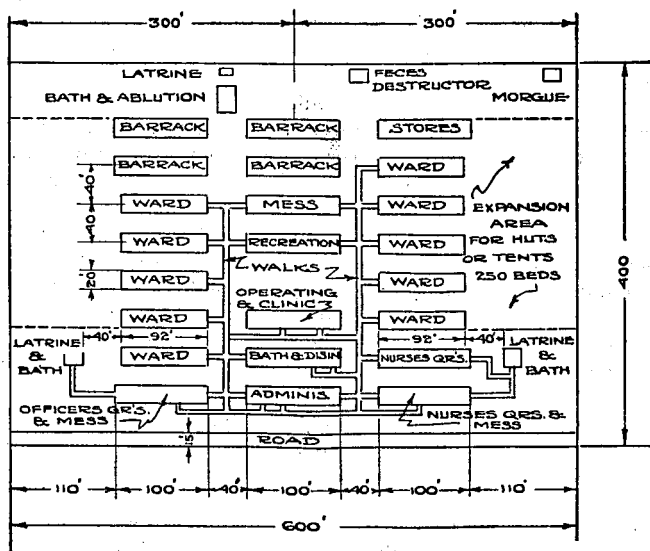 300'
300'
LATRINE
FECES
DESTRUCTOR
BATH & ABLUTION
MORGUE
400
BARRACK
BARRACK
STORES
BARRACK
BARRACK
WARD
40'
WARD
MESS
WARD
EXPANSION
AREA
FOR HUTS
OR TENTS
250 BEDS
40
WARD
RECREATION
WARD
WALKS
20'
WARD
WARD
OPERATING
& CLINIC
WARD
WARD
LATRINE
&
BATH
40'
92'
92'
40'
LATRINE
&
BATH
WARD
BATH & DISIN
NURSES QR'S.
ADMINIS.
OFFICERS QR'S.
& MESS
NURSES QRS. &
MESS
15'
ROAD
110'
100'
40'
100'
40'
100'
110'
600'